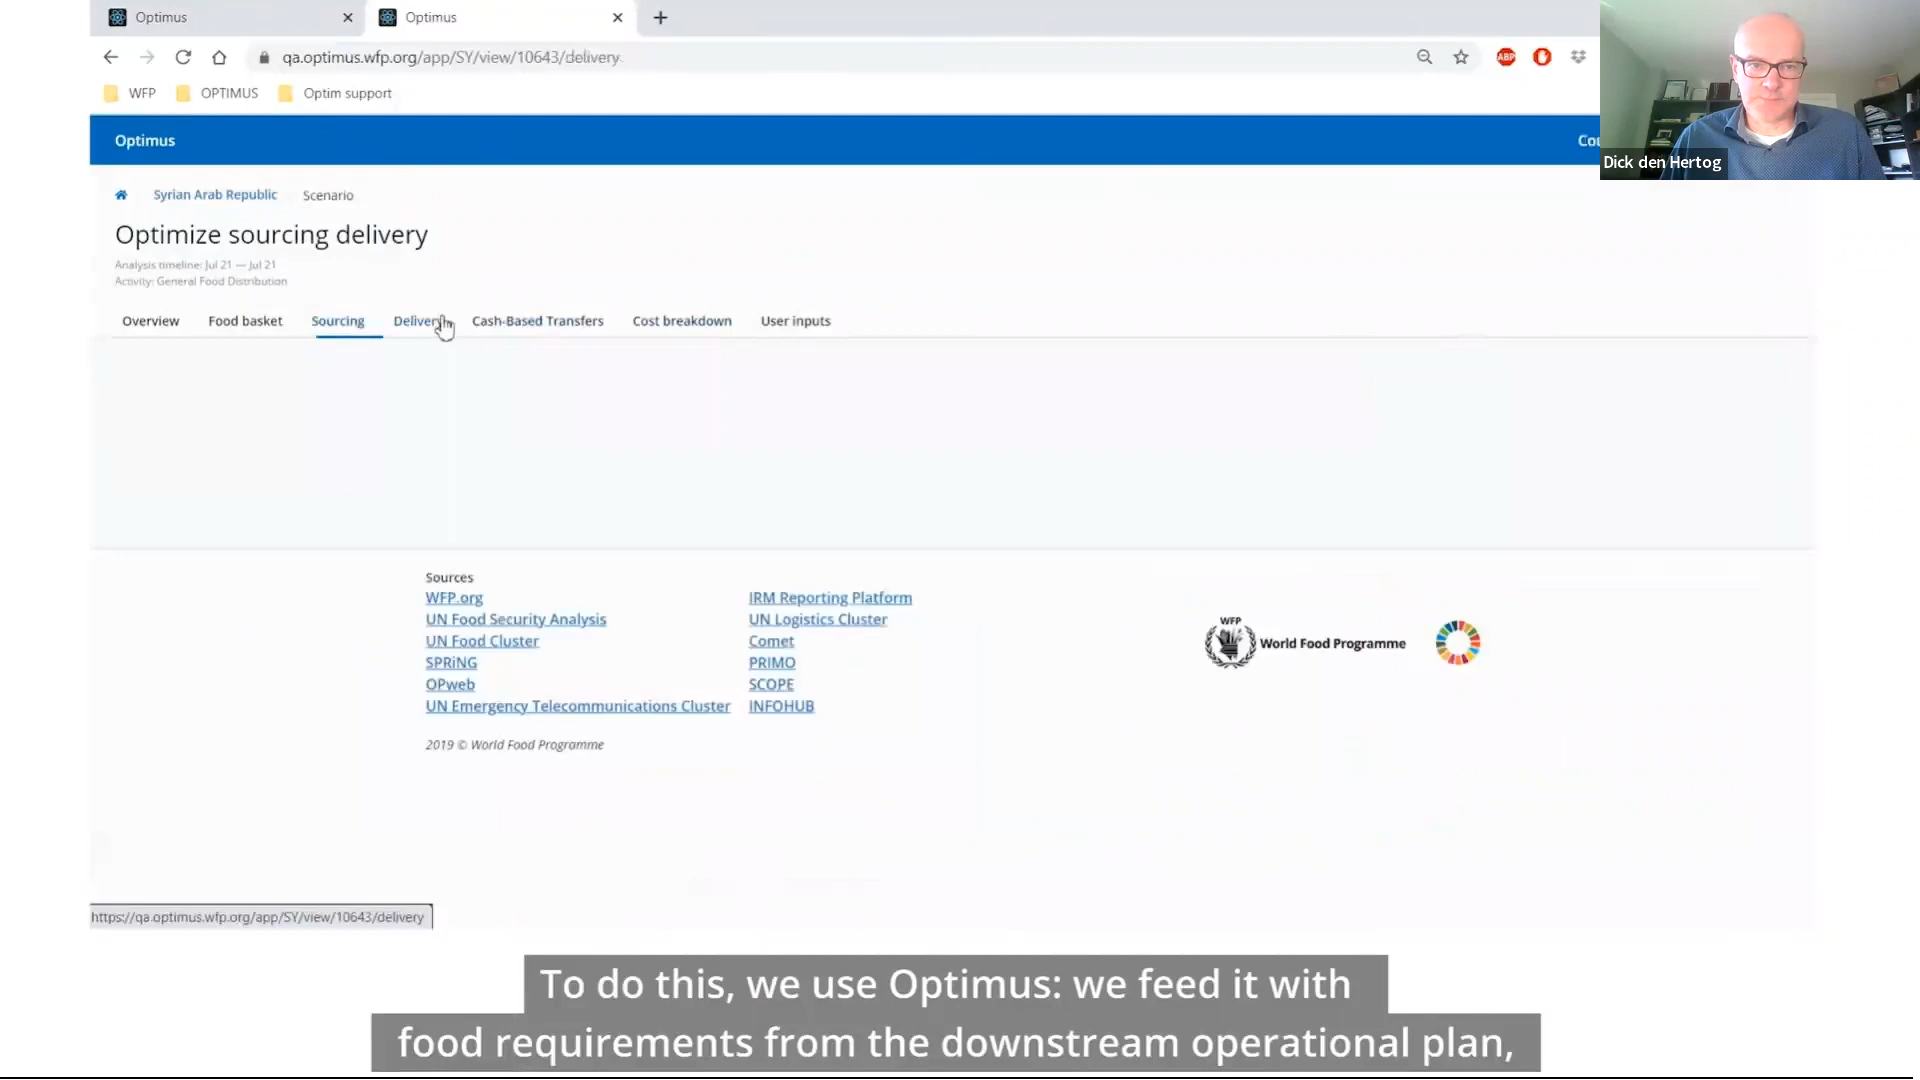 Optimus
Optimus
qa.optimus.wfp.org/app/SY/view/10643/delivery
ABP
WFP OPTIMUS Optim support
Optimus
Dick den Hertog
Syrian Arab Republic Scenario
Optimize sourcing delivery
Analysis timeline: Jul 21 — Jul 21
Activity: General Food Distribution
Overview Food basket Sourcing Delivery Cash-Based Transfers Cost breakdown User inputs
Sources
WFP.org
UN Food Security Analysis
UN Food Cluster
SPRiNG
OPweb
UN Emergency Telecommunications Cluster
IRM Reporting Platform
UN Logistics Cluster
Comet
PRIMO
SCOPE
INFOHUB
2019 © World Food Programme
WFP
World Food Programme
https://qa.optimus.wfp.org/app/SY/view/10643/delivery
To do this, we use Optimus: we feed it with
food requirements from the downstream operational plan,